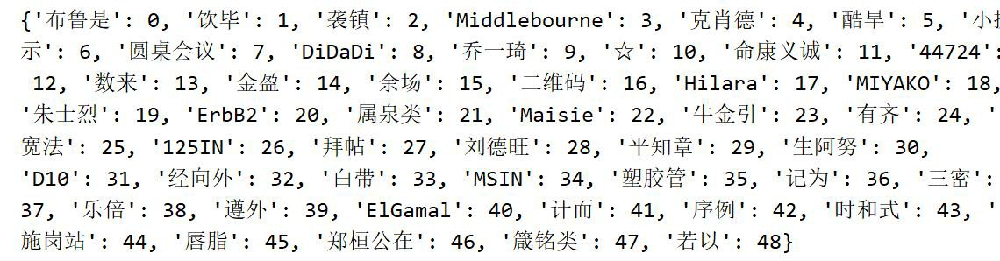 {'布鲁是': 0, '饮毕': 1, '袭镇': 2, 'Middlebourne': 3, '克肖德': 4, '酷旱': 5, '小
示': 6, '圆桌会议': 7, 'DiDaDi': 8, '乔一琦': 9, '☆': 10, '命康义诚': 11, '44724':
12, '数来': 13, '金盈': 14, '余场': 15, '二维码': 16, 'Hilara': 17, 'MIYAKO': 18,
'朱士烈': 19, 'ErbB2': 20, '属泉类': 21, 'Maisie': 22, '牛金引': 23, '有齐': 24, '
宽法': 25, '125IN': 26, '拜帖': 27, '刘德旺': 28, '平知章': 29, '生阿努': 30,
'D10': 31, '经向外': 32, '白带': 33, 'MSIN': 34, '塑胶管': 35, '记为': 36, '三密':
37, '乐倍': 38, '遵外': 39, 'ElGamal': 40, '计而': 41, '序例': 42, '时和式': 43, '
施岗站': 44, '唇脂': 45, '郑桓公在': 46, '箴铭类': 47, '若以': 48}